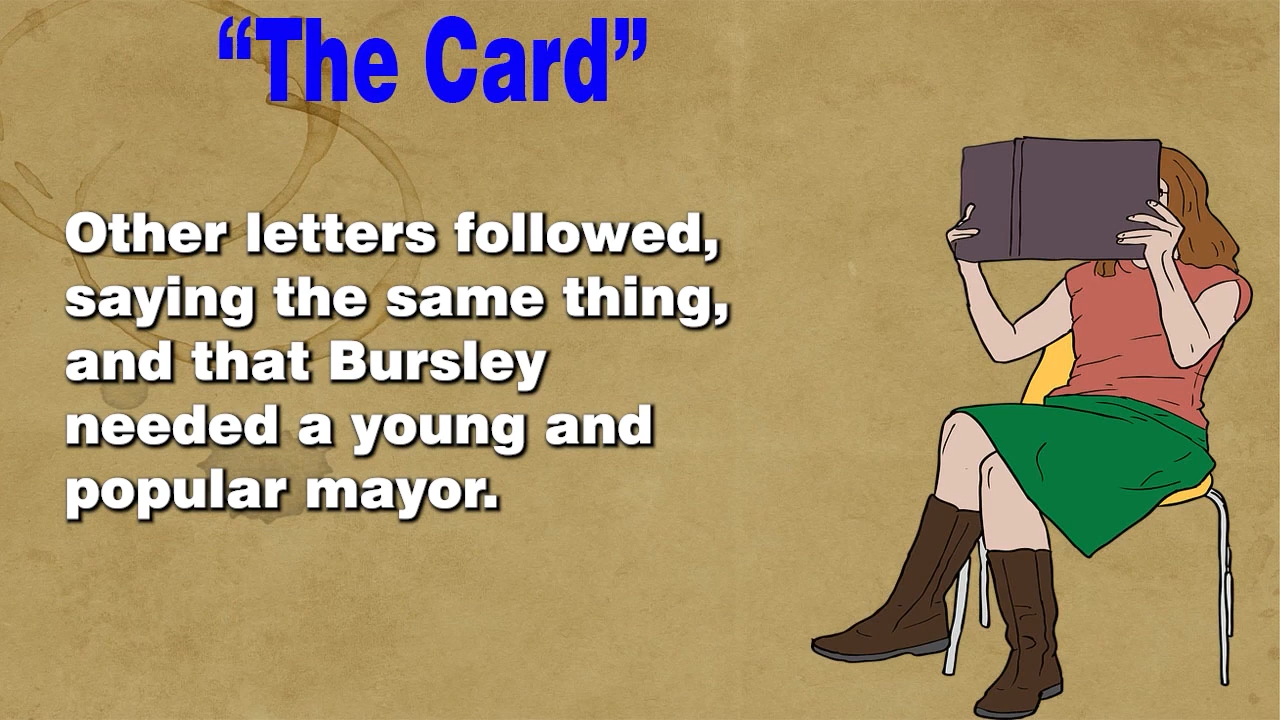 “The Card”
Other letters followed,
saying the same thing,
and that Bursley
needed a young and
popular mayor.